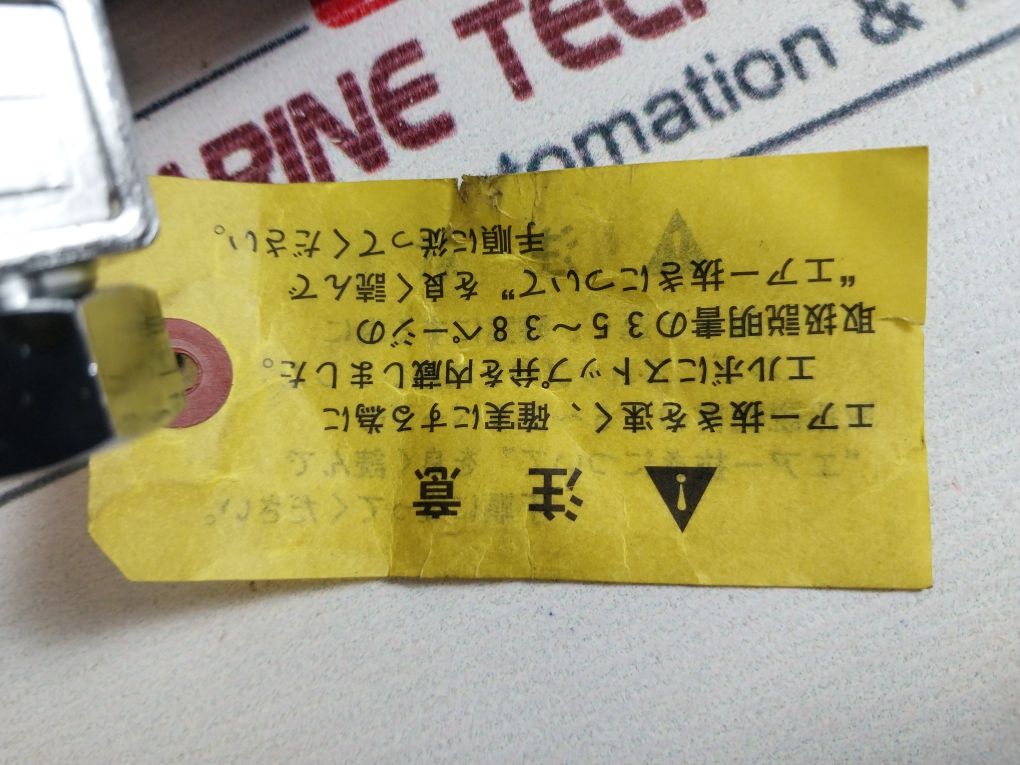 ARINE TEC
tomation &
注 意
エアー抜きを速く、確実にする為に
エルボにストップ弁を内蔵しました。
取扱説明書の35〜38ページの
"エアー抜きについて"を良く読んで
手順に従ってください。